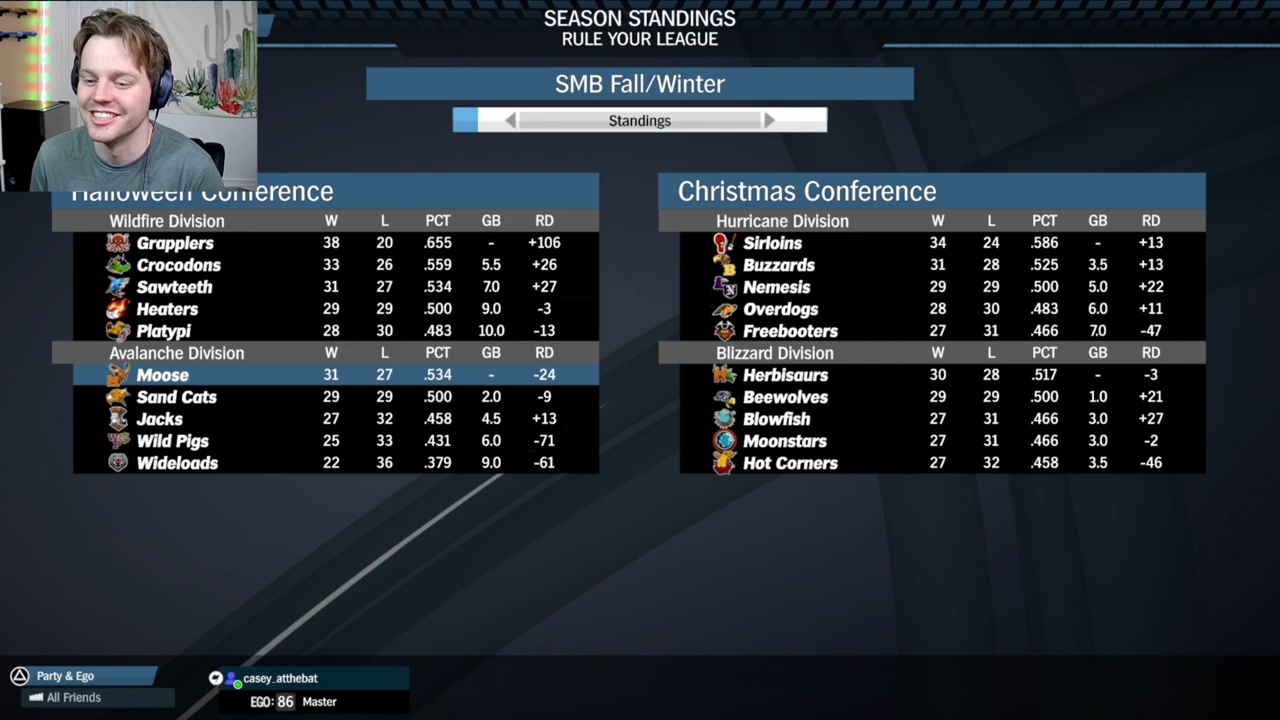 SEASON STANDINGS
RULE YOUR LEAGUE
SMB Fall/Winter
Standings
Halloween Conference
Wildfire Division W L PCT GB RD
Grapplers 38 20 .655 - +106
Crocodons 33 26 .559 5.5 +26
Sawteeth 31 27 .534 7.0 +27
Heaters 29 29 .500 9.0 -3
Platypi 28 30 .483 10.0 -13
Avalanche Division W L PCT GB RD
Moose 31 27 .534 - -24
Sand Cats 29 29 .500 2.0 -9
Jacks 27 32 .458 4.5 +13
Wild Pigs 25 33 .431 6.0 -71
Wideloads 22 36 .379 9.0 -61
Christmas Conference
Hurricane Division W L PCT GB RD
Sirloins 34 24 .586 - +13
Buzzards 31 28 .525 3.5 +13
Nemesis 29 29 .500 5.0 +22
Overdogs 28 30 .483 6.0 +11
Freebooters 27 31 .466 7.0 -47
Blizzard Division W L PCT GB RD
Herbisaurs 30 28 .517 - -3
Beewolves 29 29 .500 1.0 +21
Blowfish 27 31 .466 3.0 +27
Moonstars 27 31 .466 3.0 -2
Hot Corners 27 32 .458 3.5 -46
Party & Ego
All Friends
casey_atthebat
EGO: 86 Master